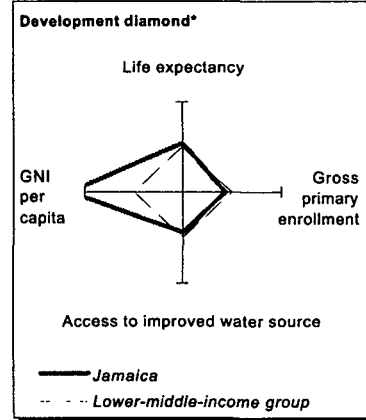 Development diamond*
Life expectancy
GNI
per
capita
Gross
primary
enrollment
Access to improved water source
Jamaica
Lower-middle-income group